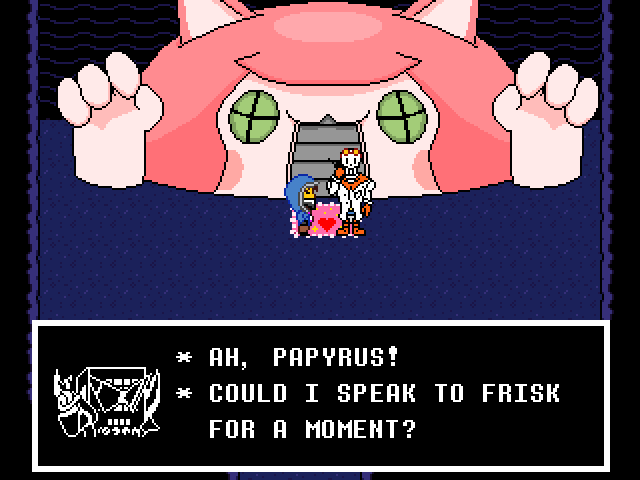 * AH, PAPYRUS!
* COULD I SPEAK TO FRISK
FOR A MOMENT?